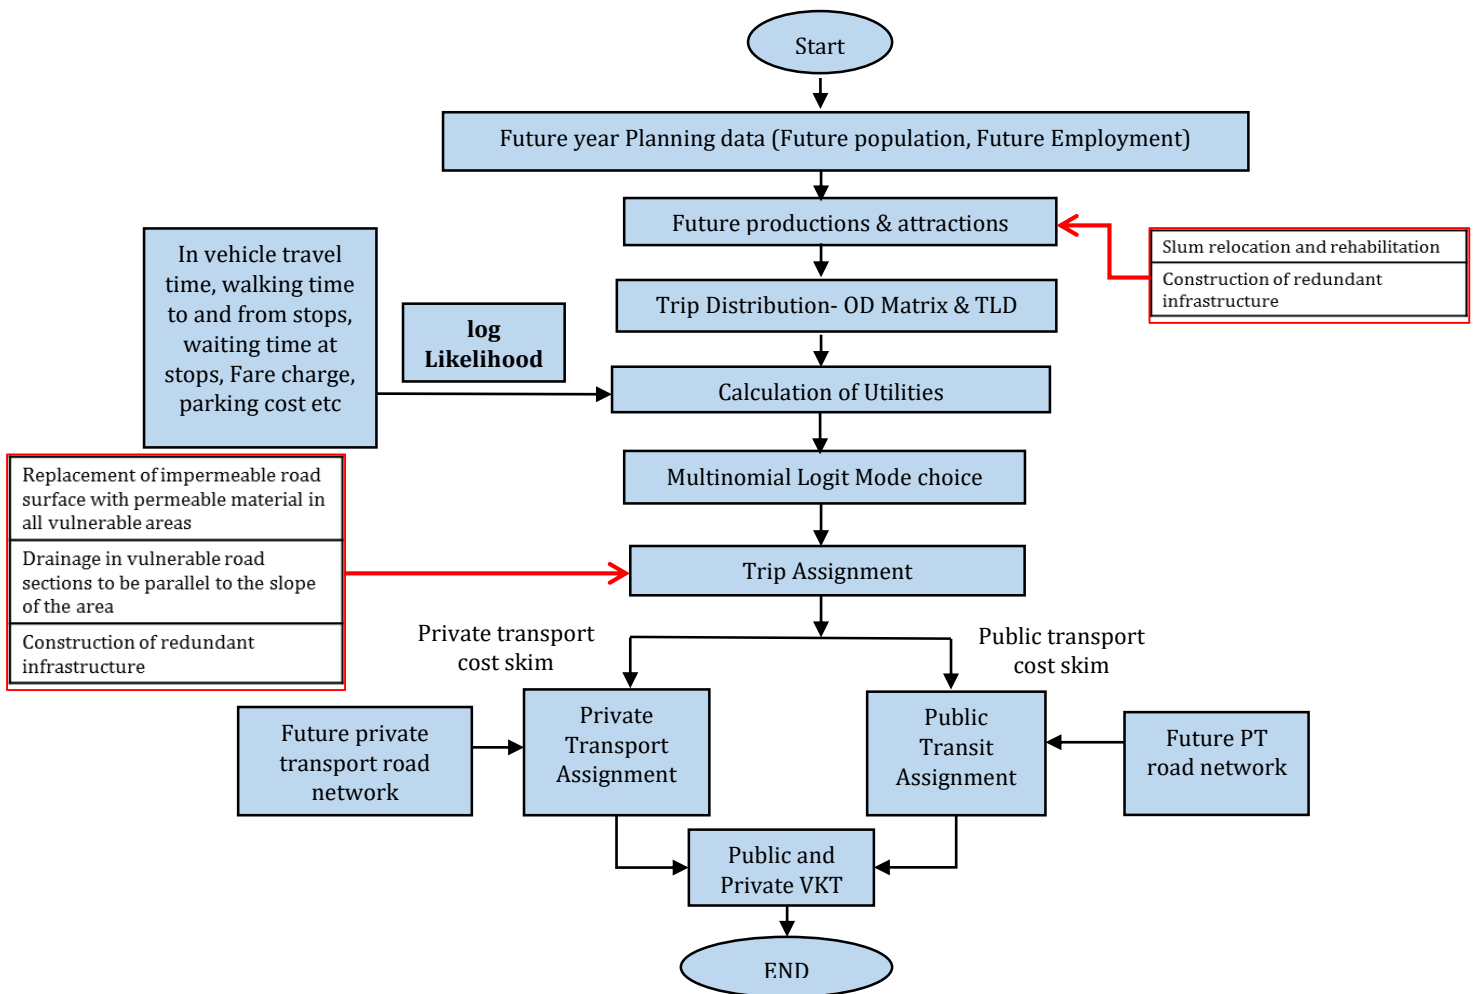 Start
Future year Planning data (Future population, Future Employment)
Future productions & attractions
Slum relocation and rehabilitation
Construction of redundant
infrastructure
In vehicle travel
time, walking time
to and from stops,
waiting time at
stops, Fare charge,
parking cost etc
log
Likelihood
Trip Distribution- OD Matrix & TLD
Calculation of Utilities
Multinomial Logit Mode choice
Replacement of impermeable road
surface with permeable material in
all vulnerable areas
Drainage in vulnerable road
sections to be parallel to the slope
of the area
Construction of redundant
infrastructure
Trip Assignment
Private transport
cost skim
Public transport
cost skim
Future private
transport road
network
Private
Transport
Assignment
Public
Transit
Assignment
Future PT
road network
Public and
Private VKT
END